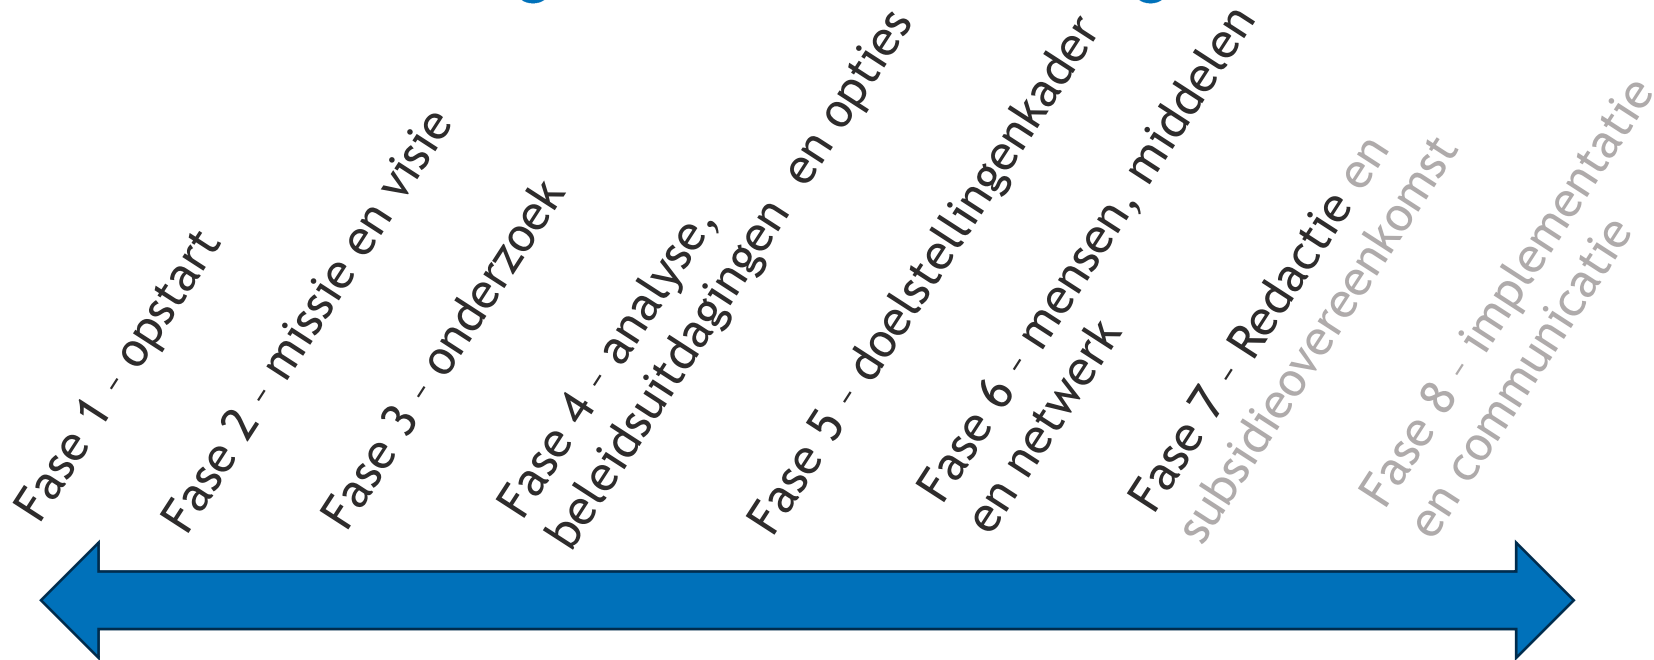 Fase 1 - opstart
Fase 2 - missie en visie
Fase 3 - onderzoek
Fase 4 - analyse,
beleidsuitdagingen en opties
Fase 5 - doelstellingenkader
Fase 6 - mensen, middelen
en netwerk
Fase 7 - Redactie en
subsidieovereenkomst
Fase 8 - implementatie
en communicatie